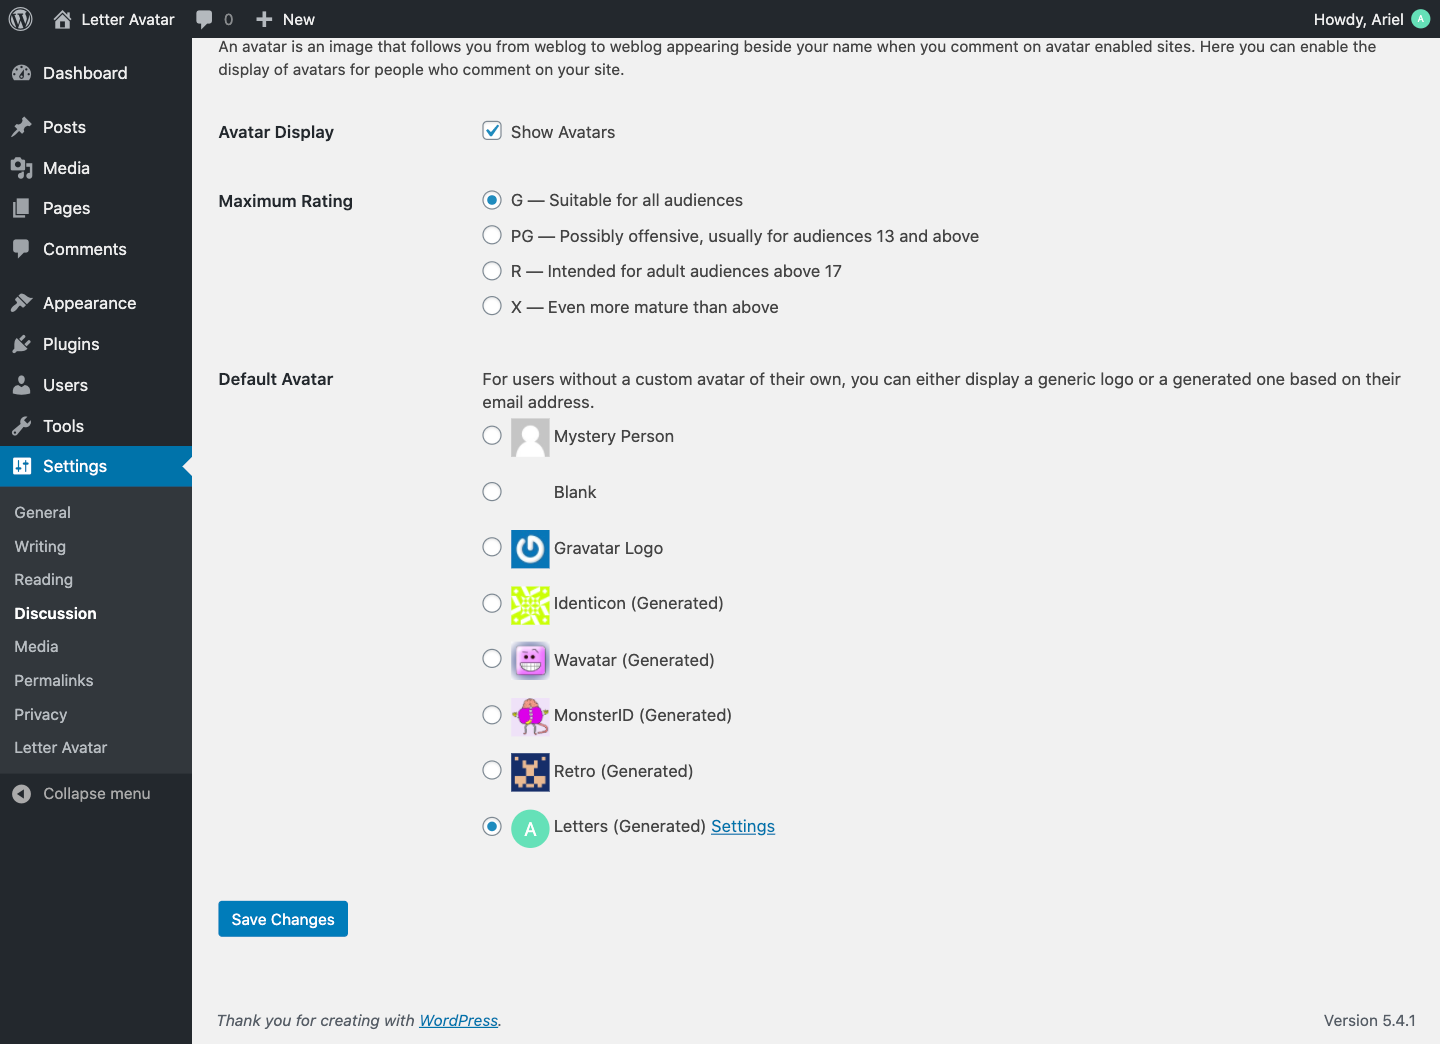 Letter Avatar 0 New Howdy, Ariel A
Dashboard
Posts
Media
Pages
Comments
Appearance
Plugins
Users
Tools
Settings
General
Writing
Reading
Discussion
Media
Permalinks
Privacy
Letter Avatar
Collapse menu
An avatar is an image that follows you from weblog to weblog appearing beside your name when you comment on avatar enabled sites. Here you can enable the
display of avatars for people who comment on your site.
Avatar Display
Show Avatars
Maximum Rating
G — Suitable for all audiences
PG — Possibly offensive, usually for audiences 13 and above
R — Intended for adult audiences above 17
X — Even more mature than above
Default Avatar
For users without a custom avatar of their own, you can either display a generic logo or a generated one based on their
email address.
Mystery Person
Blank
Gravatar Logo
Identicon (Generated)
Wavatar (Generated)
MonsterID (Generated)
Retro (Generated)
A Letters (Generated) Settings
Save Changes
Thank you for creating with WordPress.
Version 5.4.1